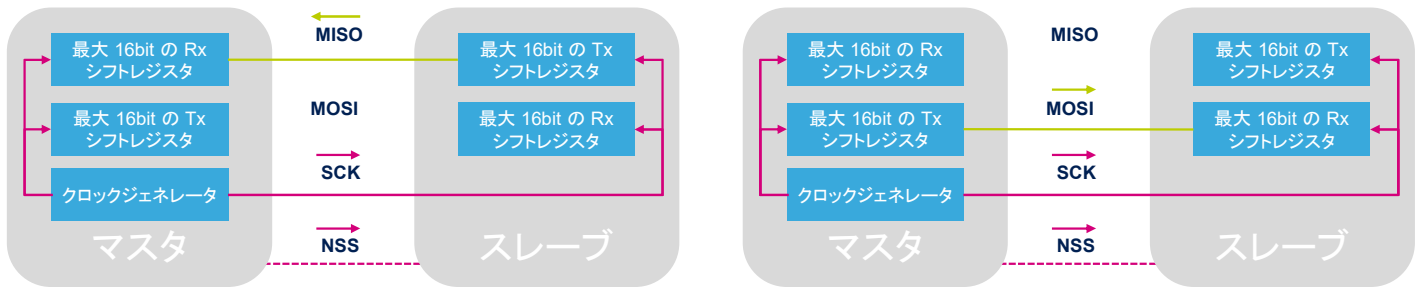 最大 16bit の Rx
シフトレジスタ
最大 16bit の Tx
シフトレジスタ
クロックジェネレータ
マスタ
MISO
MOSI
SCK
NSS
最大 16bit の Tx
シフトレジスタ
最大 16bit の Rx
シフトレジスタ
スレーブ
最大 16bit の Rx
シフトレジスタ
最大 16bit の Tx
シフトレジスタ
クロックジェネレータ
マスタ
MISO
MOSI
SCK
NSS
最大 16bit の Tx
シフトレジスタ
最大 16bit の Rx
シフトレジスタ
スレーブ